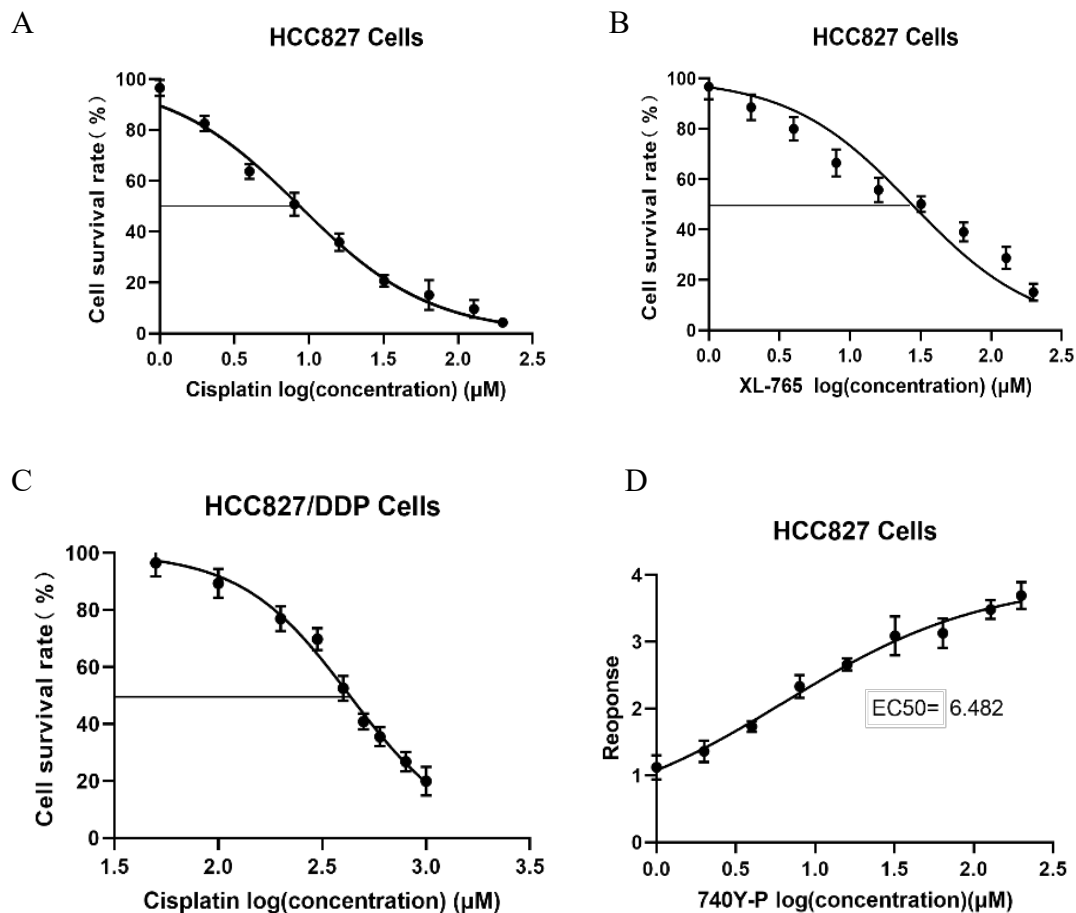 A
HCC827 Cells
Cell survival rate( %)
100
80
60
40
20
0
0.0 0.5 1.0 1.5 2.0 2.5
Cisplatin log(concentration) (μM)
B
HCC827 Cells
Cell survival rate( %)
100
80
60
40
20
0
0.0 0.5 1.0 1.5 2.0 2.5
XL-765 log(concentration) (μM)
C
HCC827/DDP Cells
Cell survival rate( %)
100
80
60
40
20
0
1.5 2.0 2.5 3.0 3.5
Cisplatin log(concentration) (μM)
D
HCC827 Cells
Reoponse
4
3
2
1
0
EC50= 6.482
0.0 0.5 1.0 1.5 2.0 2.5
740Y-P log(concentration)(μM)